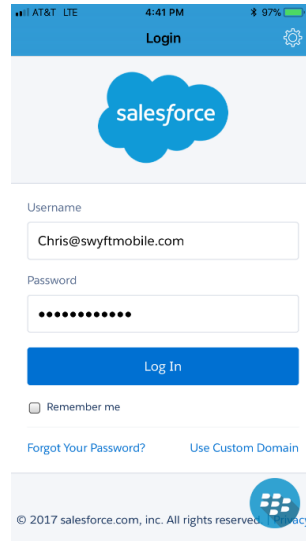 AT&T LTE 4:41 PM 97%
Login
salesforce
Username
Chris@swyftmobile.com
Password
••••••••••••
Log In
Remember me
Forgot Your Password? Use Custom Domain
© 2017 salesforce.com, inc. All rights reserved. | Privacy